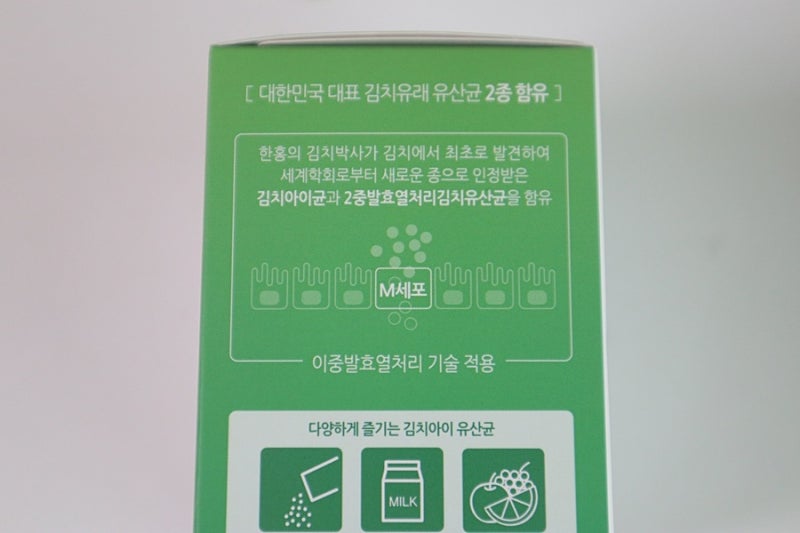 [ 대한민국 대표 김치유래 유산균 2종 함유 ]
한홍의 김치박사가 김치에서 최초로 발견하여
세계학회로부터 새로운 종으로 인정받은
김치아이균과 2중발효열처리김치유산균을 함유
M세포
이중발효열처리 기술 적용
다양하게 즐기는 김치아이 유산균
MILK